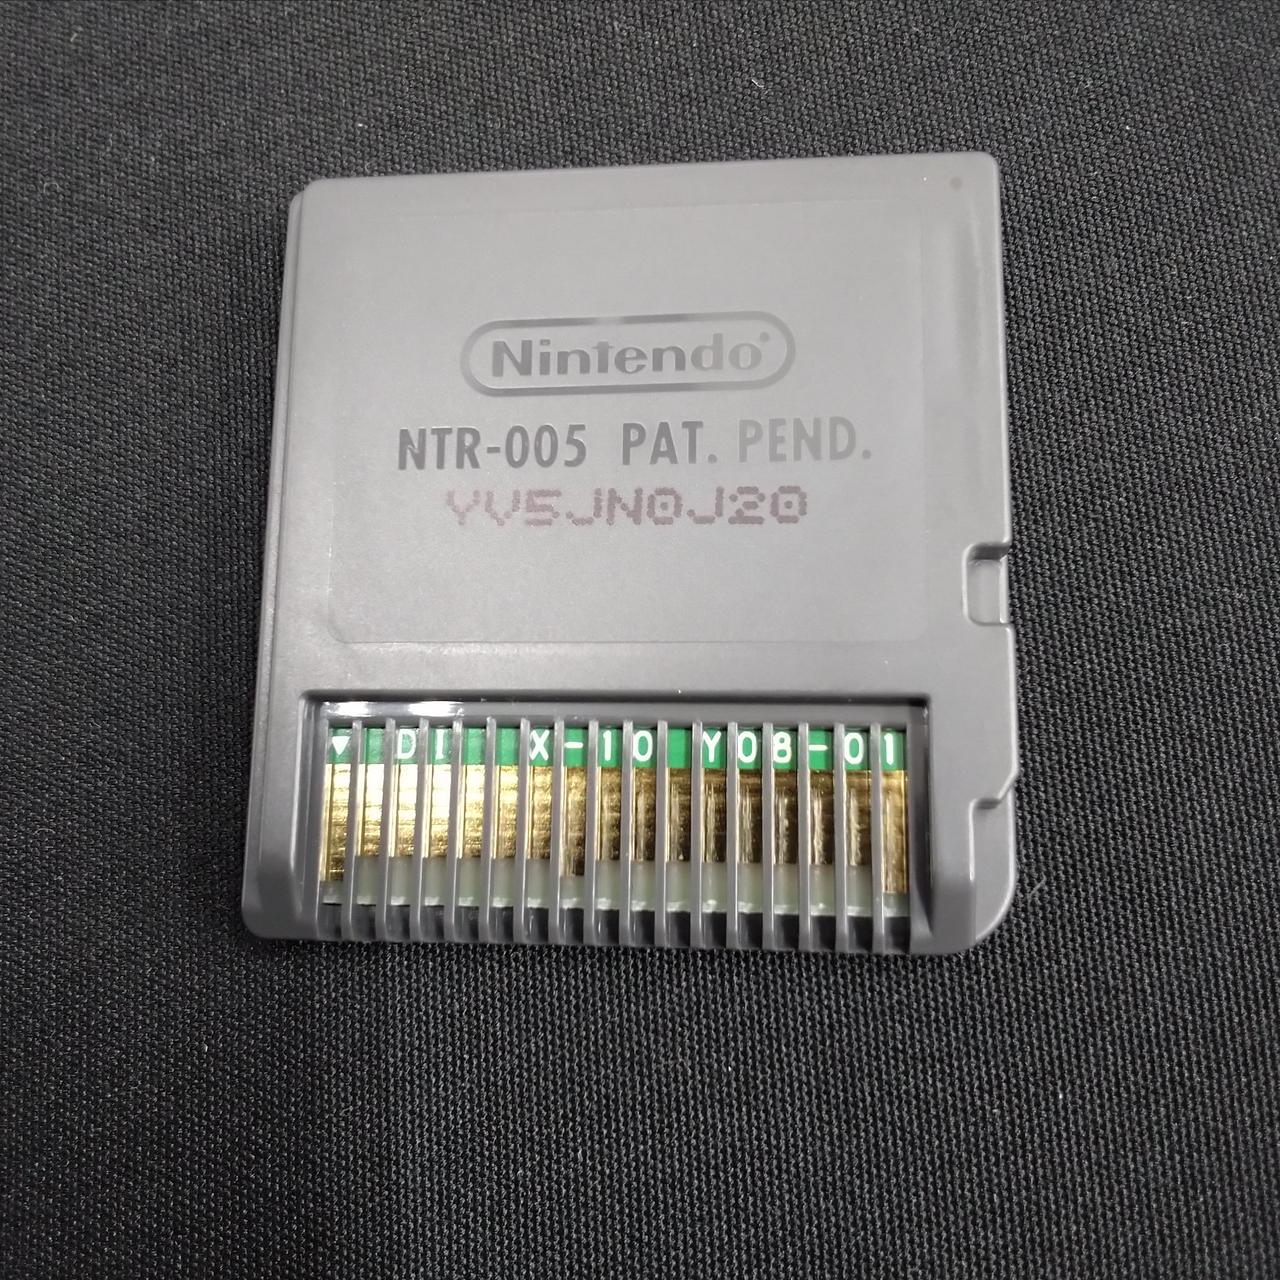 Nintendo
NTR-005 PAT. PEND.
YV5JN0J20
▼ DI X-10 Y08-01